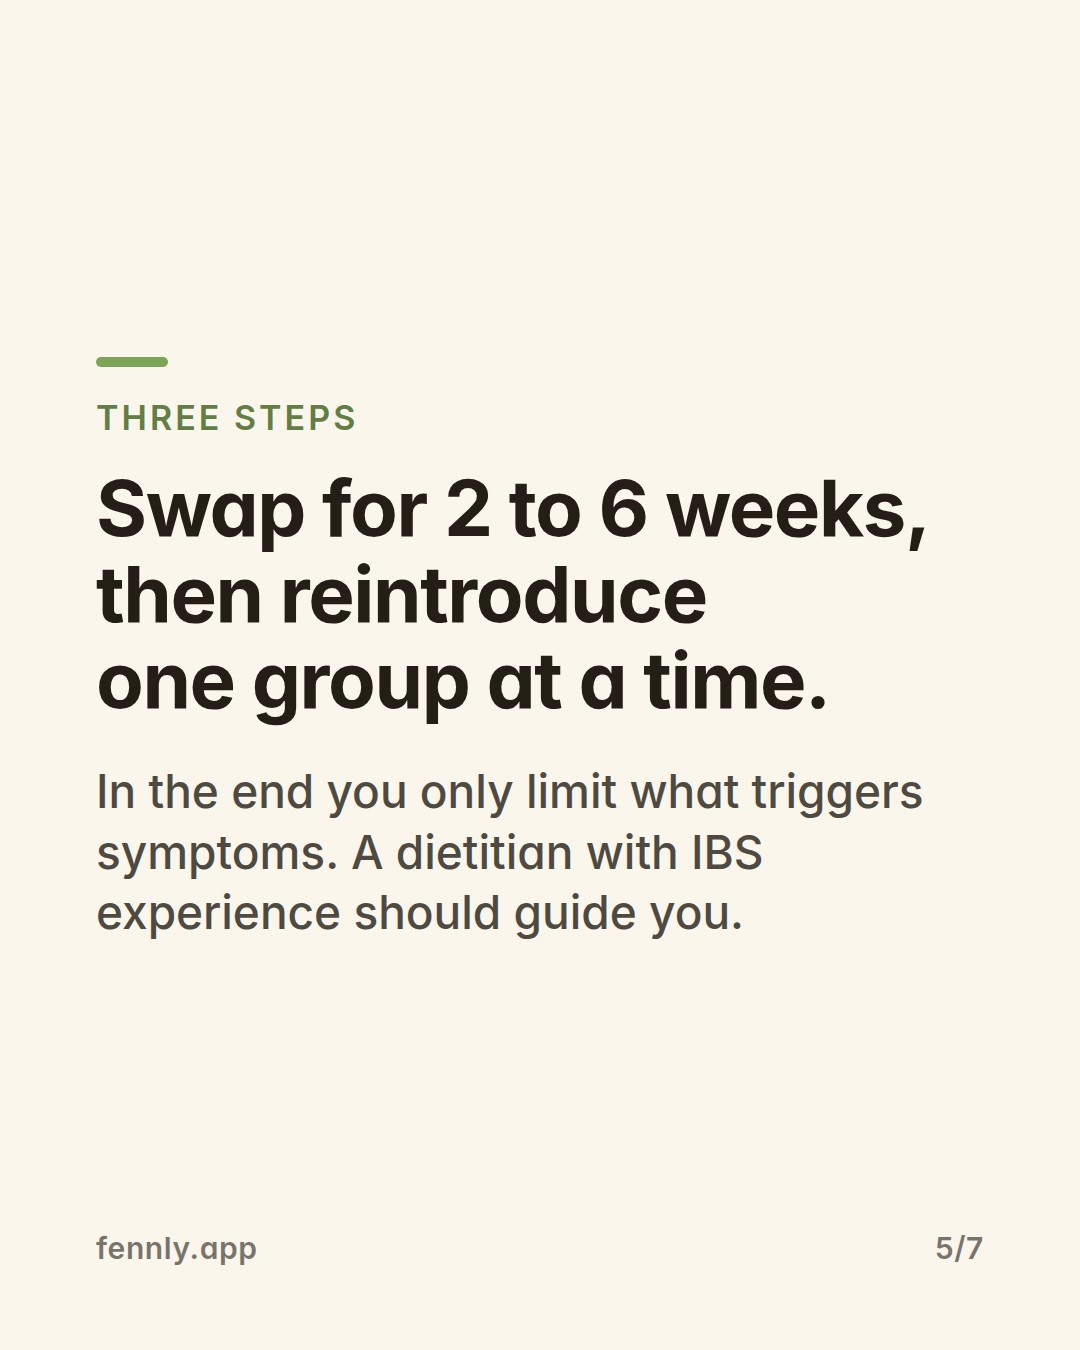 THREE STEPS
Swap for 2 to 6 weeks,
then reintroduce
one group at a time.
In the end you only limit what triggers
symptoms. A dietitian with IBS
experience should guide you.
fennly.app
5/7